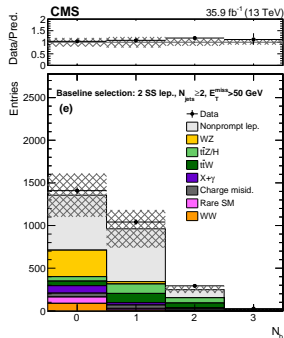 CMS 35.9 fb⁻¹ (13 TeV)
Data/Pred.
2
1.5
1
0.5
0
Entries
Baseline selection: 2 SS lep., N_jets ≥2, E_T^miss >50 GeV
(e)
Data
Nonprompt lep.
WZ
tt̄Z/H
tt̄W
X+γ
Charge misid.
Rare SM
WW
2500
2000
1500
1000
500
0
0 1 2 3
N_b